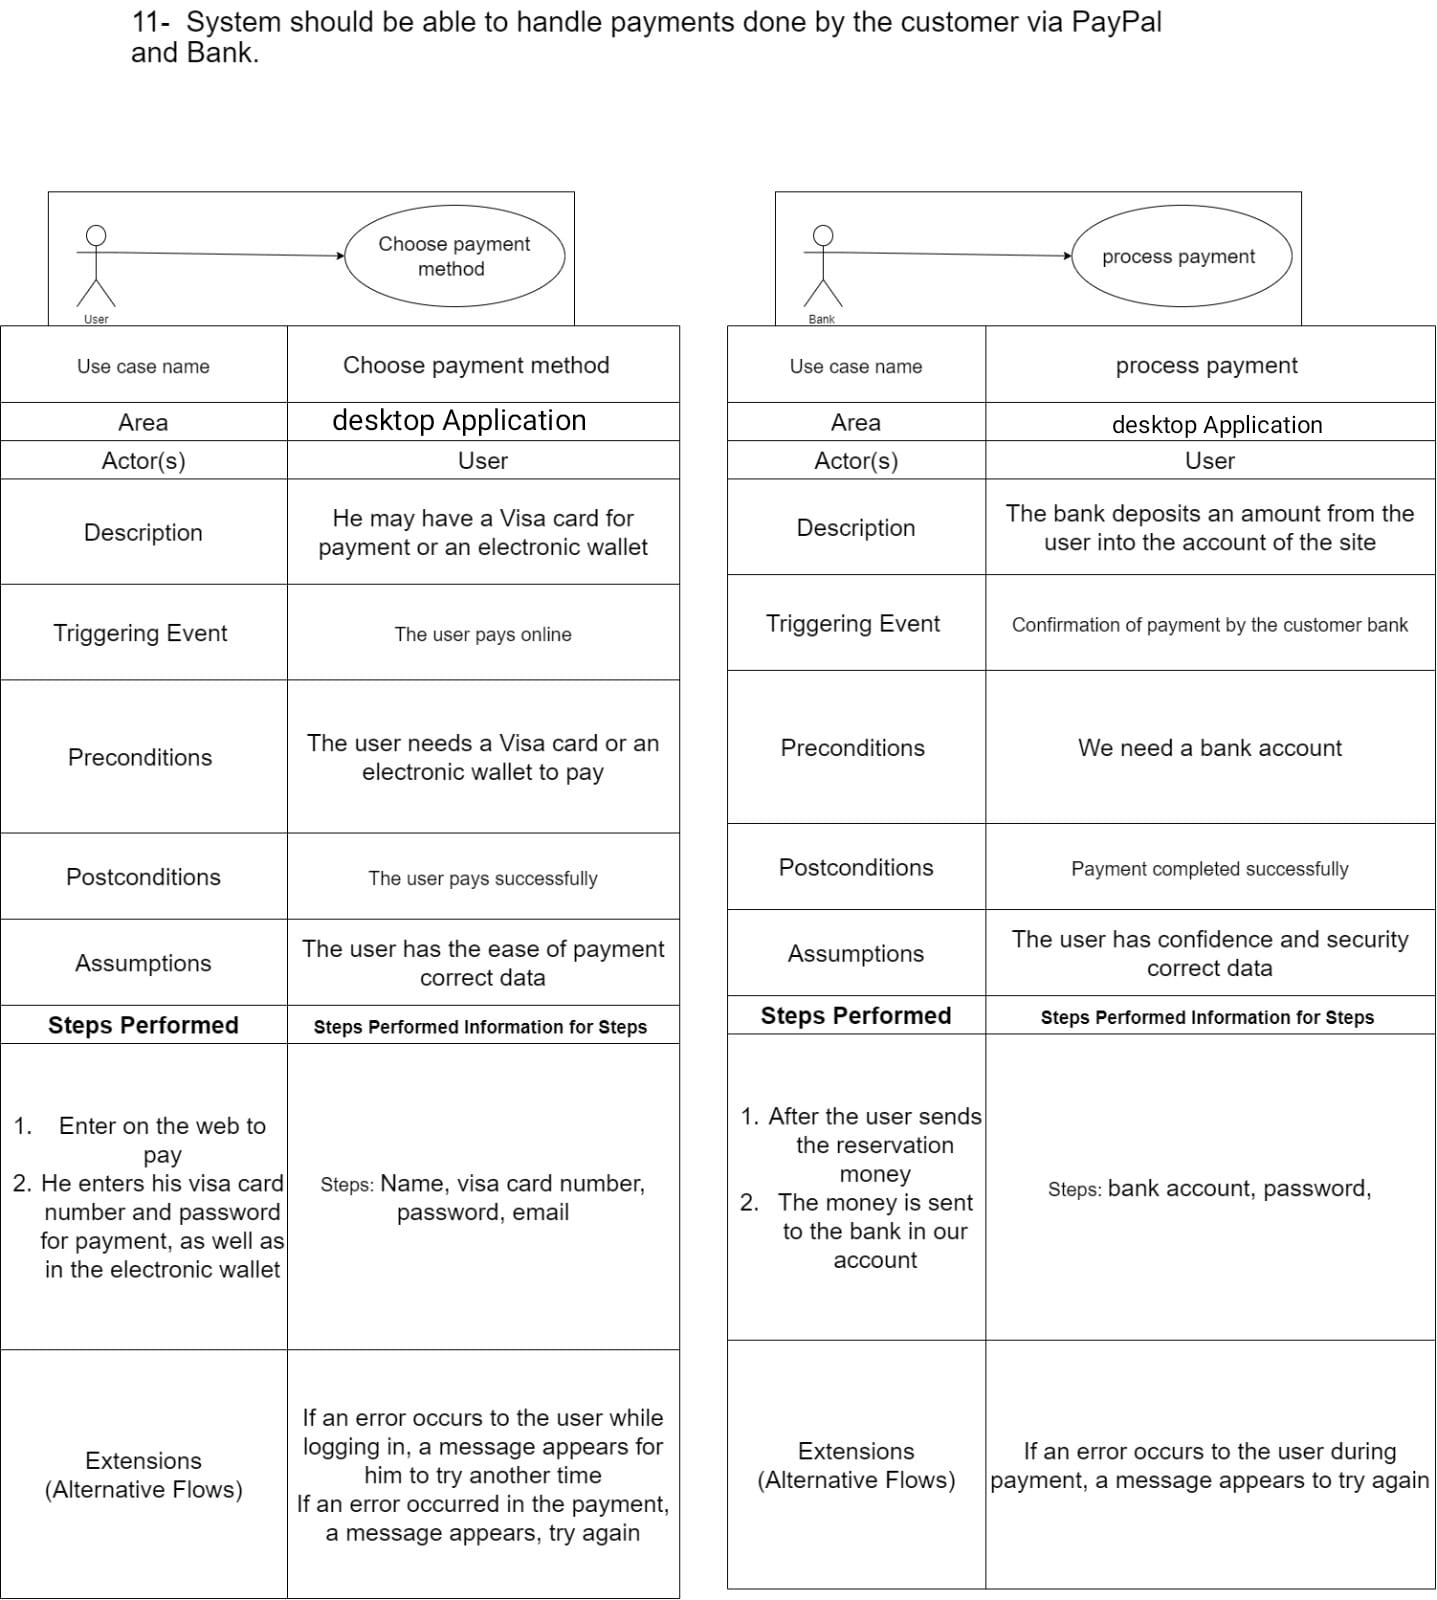 11-  System should be able to handle payments done by the customer via PayPal
and Bank.
Choose payment
method
User
Use case name
Choose payment method
Area
desktop Application
Actor(s)
User
Description
He may have a Visa card for
payment or an electronic wallet
Triggering Event
The user pays online
Preconditions
The user needs a Visa card or an
electronic wallet to pay
Postconditions
The user pays successfully
Assumptions
The user has the ease of payment
correct data
Steps Performed
Steps Performed Information for Steps
1. Enter on the web to
pay
2. He enters his visa card
number and password
for payment, as well as
in the electronic wallet
Steps: Name, visa card number,
password, email
Extensions
(Alternative Flows)
If an error occurs to the user while
logging in, a message appears for
him to try another time
If an error occurred in the payment,
a message appears, try again
process payment
Bank
Use case name
process payment
Area
desktop Application
Actor(s)
User
Description
The bank deposits an amount from the
user into the account of the site
Triggering Event
Confirmation of payment by the customer bank
Preconditions
We need a bank account
Postconditions
Payment completed successfully
Assumptions
The user has confidence and security
correct data
Steps Performed
Steps Performed Information for Steps
1. After the user sends
the reservation
money
2. The money is sent
to the bank in our
account
Steps: bank account, password,
Extensions
(Alternative Flows)
If an error occurs to the user during
payment, a message appears to try again